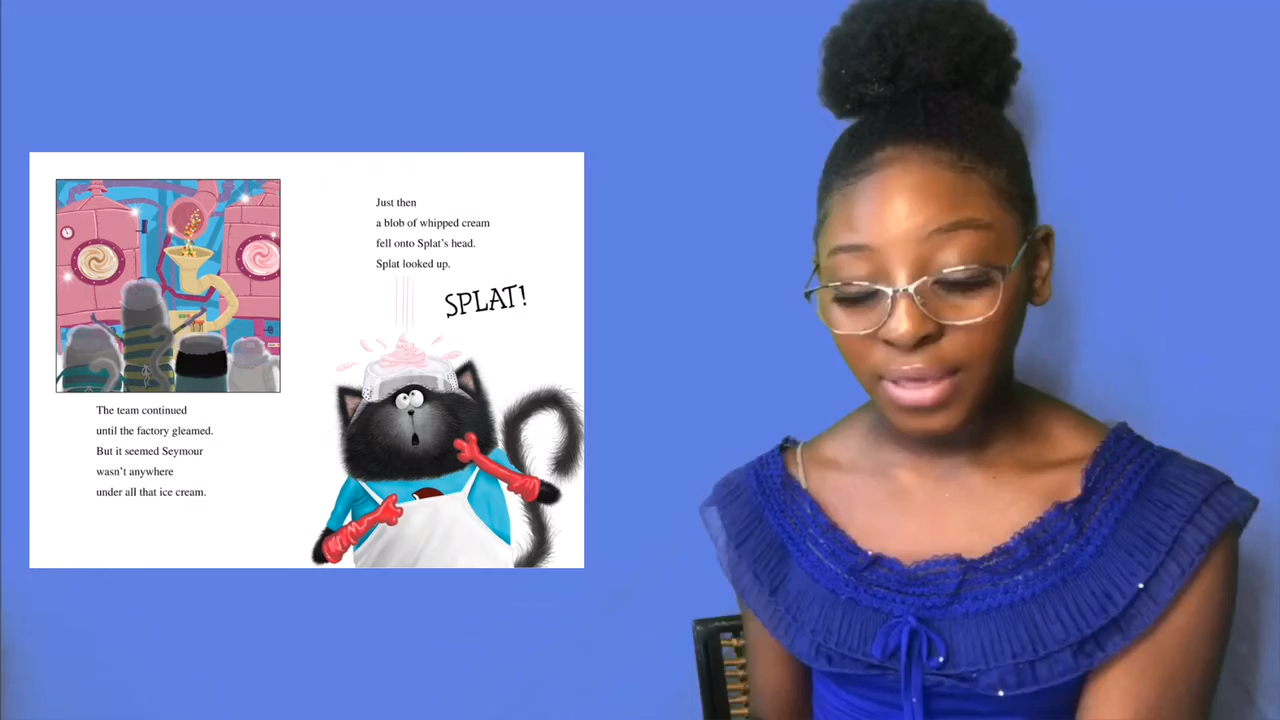 The team continued
until the factory gleamed.
But it seemed Seymour
wasn't anywhere
under all that ice cream.
Just then
a blob of whipped cream
fell onto Splat's head.
Splat looked up.
SPLAT!